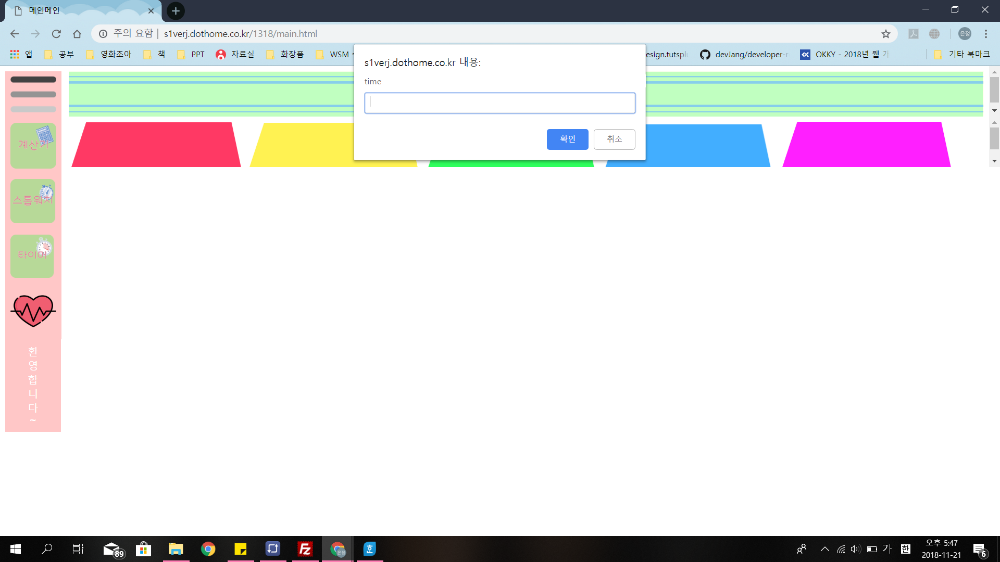 메인메인
주의 요함 | s1verj.dothome.co.kr/1318/main.html
은정
앱 공부 영화조아 책 PPT 자료실 화장품 WSM esign.tutsplu devJang/developer-r OKKY - 2018년 웹 개 기타 북마크
s1verj.dothome.co.kr 내용:
time
확인 취소
계산기
스톱워치
타이머
환
영
합
니
다
~
89
가 한
오후 5:47
2018-11-21
6